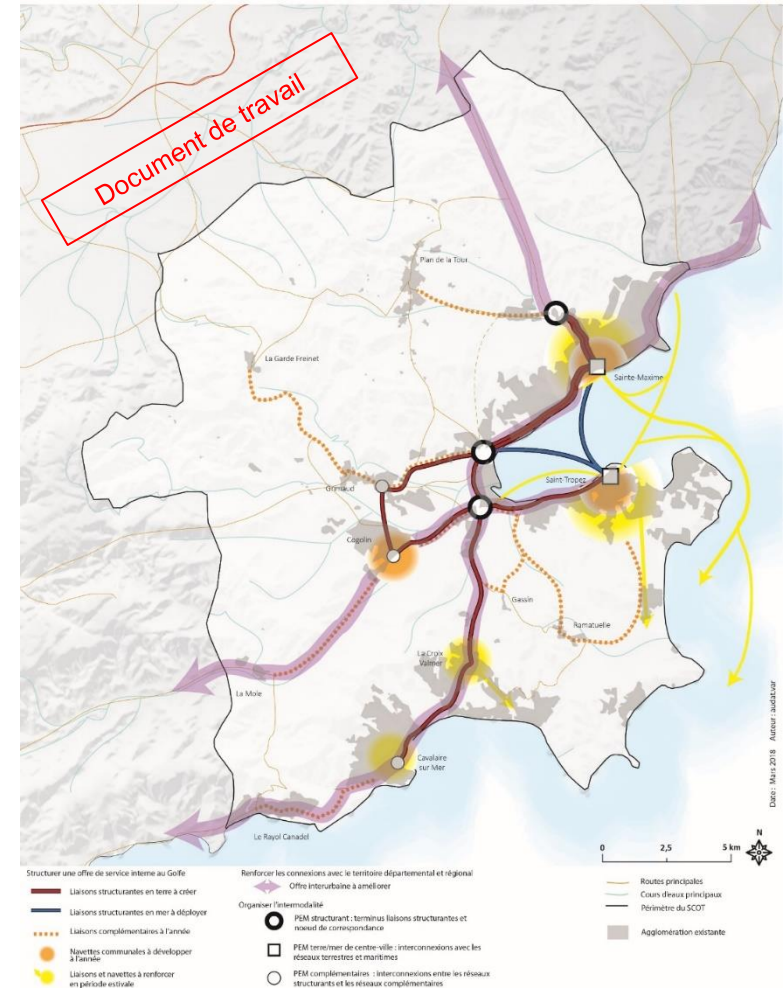 Document de travail
Plan de la Tour
La Garde Freinet
Sainte-Maxime
Grimaud
Saint-Tropez
Cogolin
Gassin
Ramatuelle
La Croix
Valmer
La Mole
Cavalaire
sur Mer
Le Rayol Canadel
Date : Mars 2018 Auteur : audat.var
N
0 2,5 5 km
Structurer une offre de service interne au Golfe
Liaisons structurantes en terre à créer
Liaisons structurantes en mer à déployer
Liaisons complémentaires à l'année
Navettes communales à développer
à l'année
Liaisons et navettes à renforcer
en période estivale
Renforcer les connexions avec le territoire départemental et régional
Offre interurbaine à améliorer
Organiser l'intermodalité
PEM structurant : terminus liaisons structurantes et
noeud de correspondance
PEM terre/mer de centre-ville : interconnexions avec les
réseaux terrestres et maritimes
PEM complémentaires : interconnexions entre les réseaux
structurants et les réseaux complémentaires
Routes principales
Cours d'eaux principaux
Périmètre du SCOT
Agglomération existante